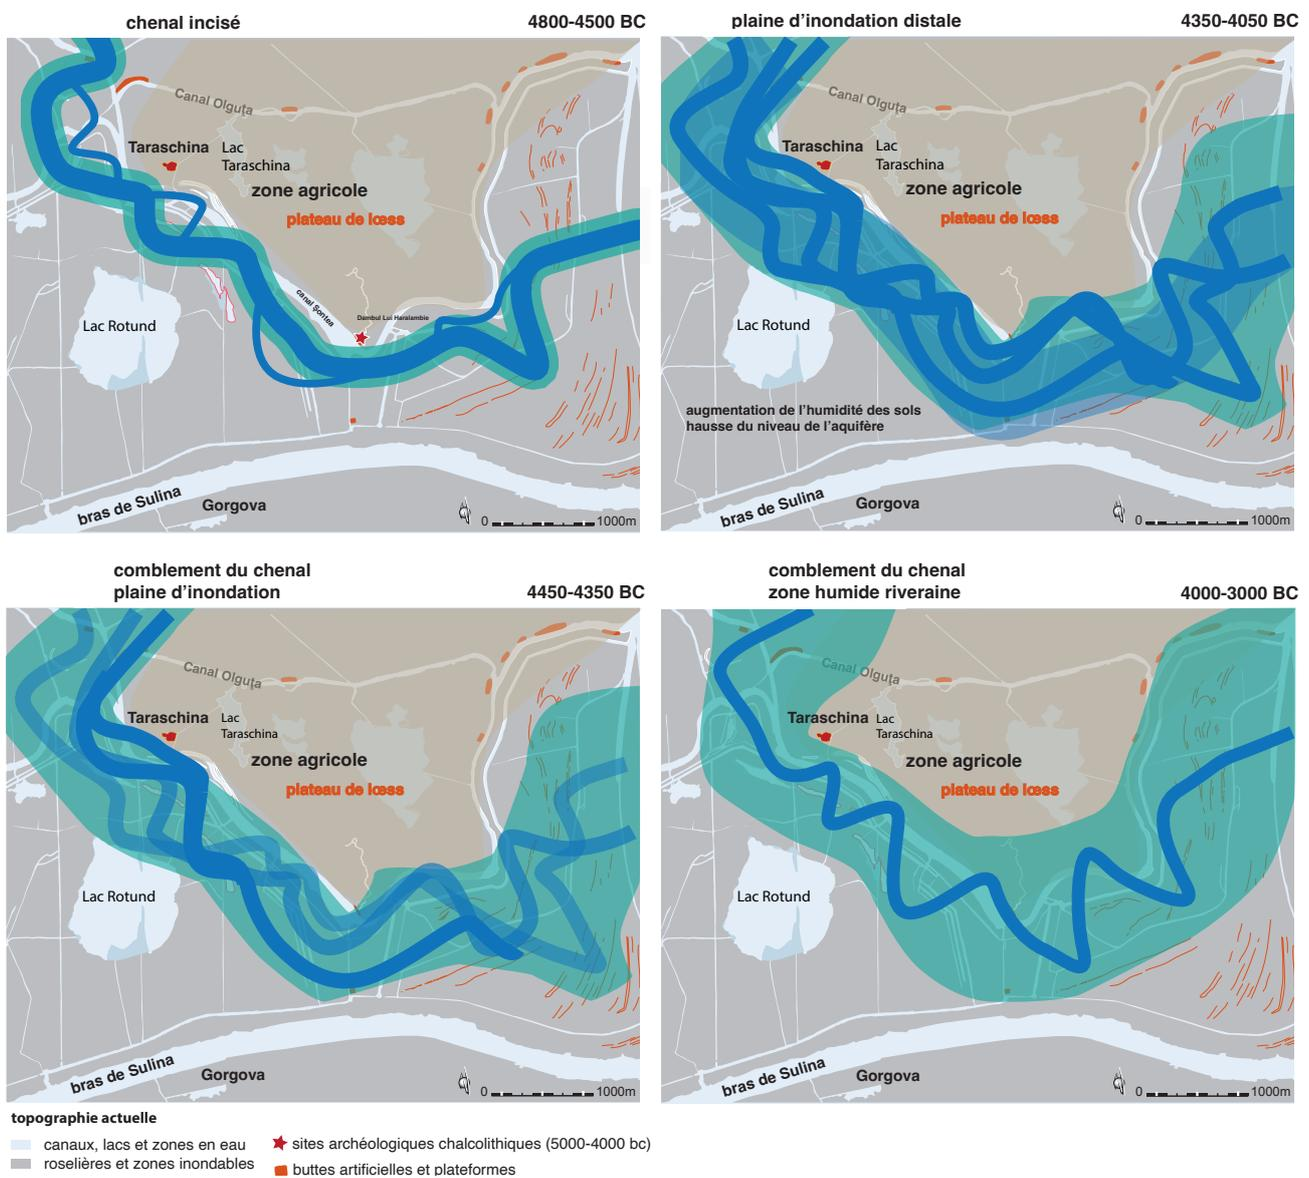 chenal incisé
4800-4500 BC
Canal Olguţa
Taraschina
Lac
Taraschina
zone agricole
plateau de lœss
canal Şontea
Dambul Lui Haralambie
Lac Rotund
bras de Sulina
Gorgova
0
1000m
plaine d’inondation distale
4350-4050 BC
Canal Olguţa
Taraschina
Lac
Taraschina
zone agricole
plateau de lœss
Lac Rotund
augmentation de l’humidité des sols
hausse du niveau de l’aquifère
bras de Sulina
Gorgova
0
1000m
comblement du chenal
plaine d’inondation
4450-4350 BC
Canal Olguţa
Taraschina
Lac
Taraschina
zone agricole
plateau de lœss
Lac Rotund
bras de Sulina
Gorgova
0
1000m
comblement du chenal
zone humide riveraine
4000-3000 BC
Canal Olguţa
Taraschina
Lac
Taraschina
zone agricole
plateau de lœss
Lac Rotund
bras de Sulina
Gorgova
0
1000m
topographie actuelle
canaux, lacs et zones en eau
roselières et zones inondables
sites archéologiques chalcolithiques (5000-4000 bc)
buttes artificielles et plateformes